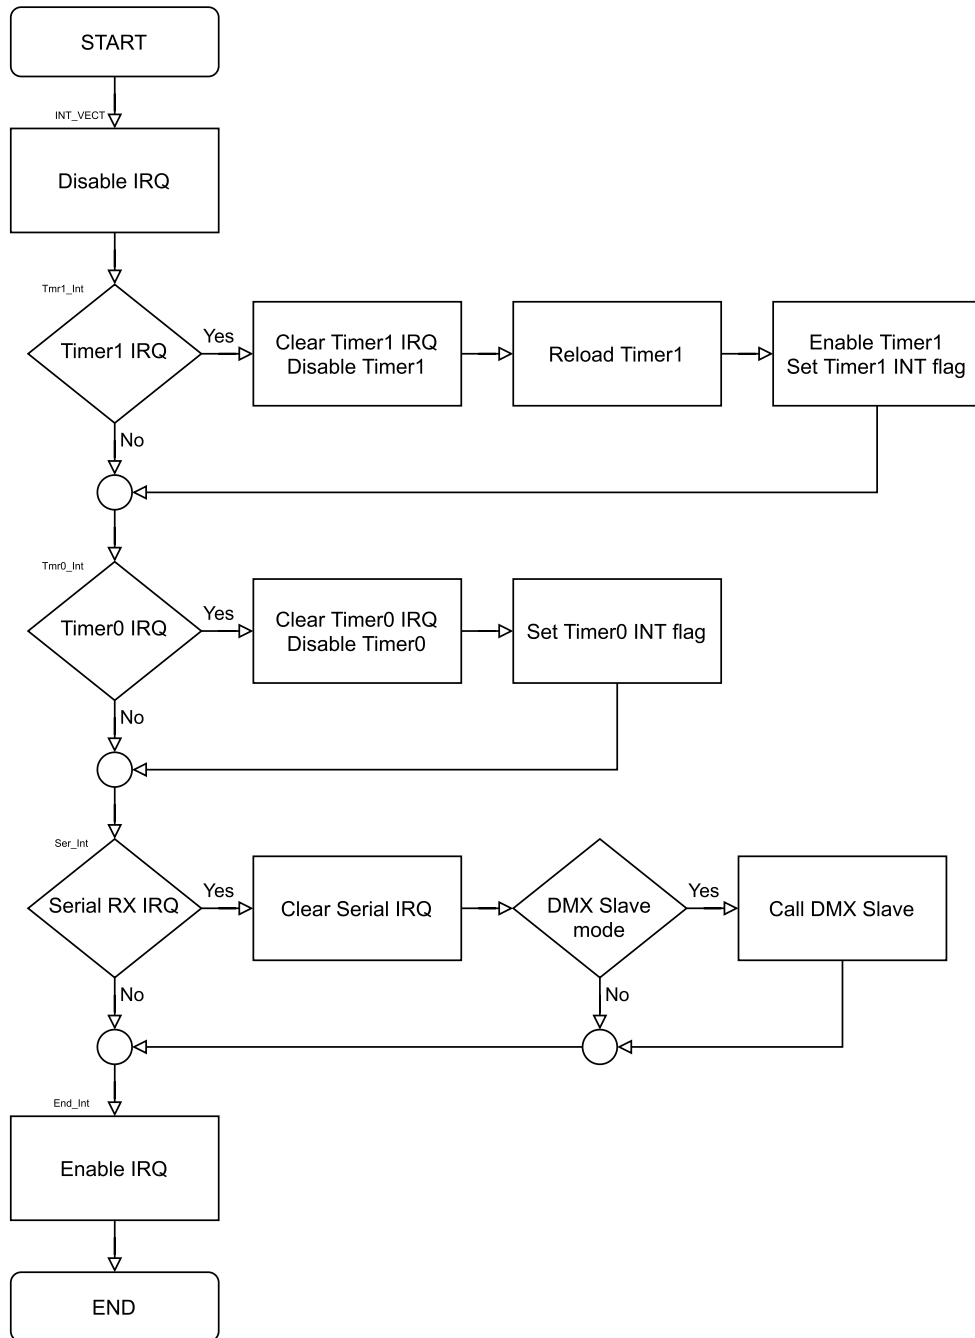 START
INT_VECT
Disable IRQ
Tmr1_Int
Timer1 IRQ
Yes
Clear Timer1 IRQ
Disable Timer1
Reload Timer1
Enable Timer1
Set Timer1 INT flag
No
Tmr0_Int
Timer0 IRQ
Yes
Clear Timer0 IRQ
Disable Timer0
Set Timer0 INT flag
No
Ser_Int
Serial RX IRQ
Yes
Clear Serial IRQ
DMX Slave
mode
Yes
Call DMX Slave
No
No
End_Int
Enable IRQ
END